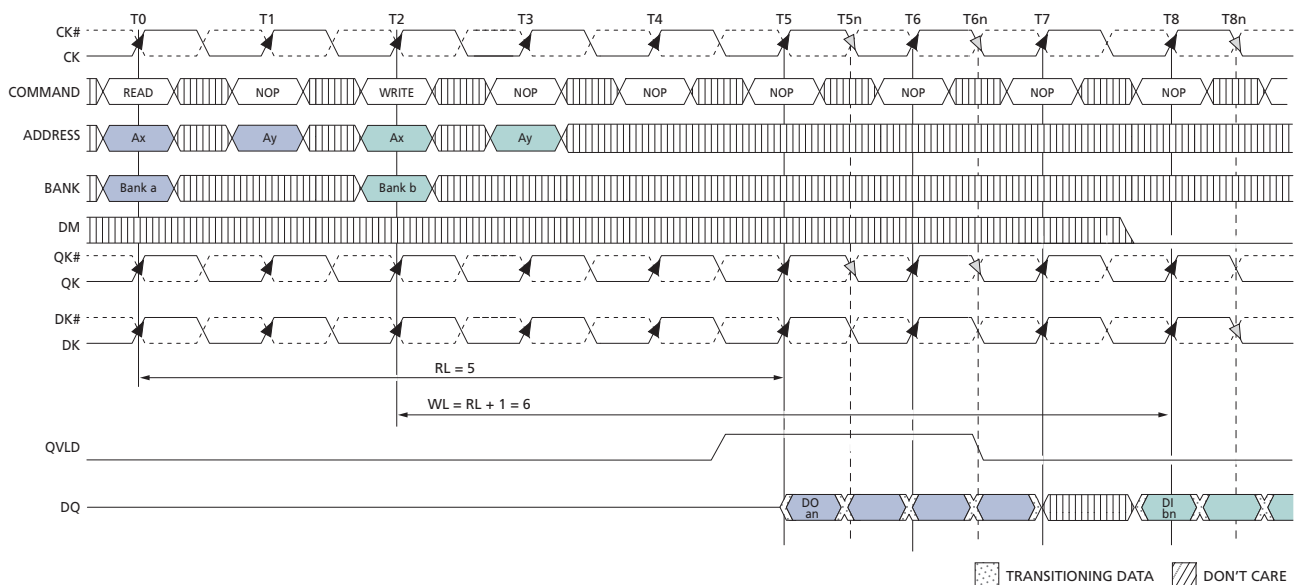 T0 T1 T2 T3 T4 T5 T5n T6 T6n T7 T8 T8n
CK#
CK
COMMAND READ NOP WRITE NOP NOP NOP NOP NOP NOP
ADDRESS Ax Ay Ax Ay
BANK Bank a Bank b
DM
QK#
QK
DK#
DK
RL = 5
WL = RL + 1 = 6
QVLD
DQ DO an DI bn
TRANSITIONING DATA DON'T CARE